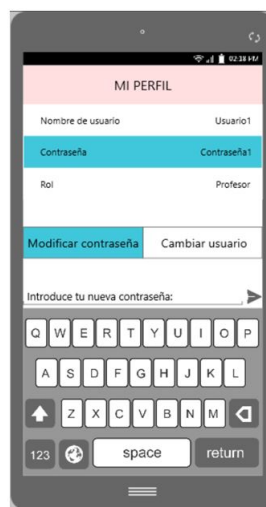 02:38 PM
MI PERFIL
Nombre de usuario Usuario1
Contraseña Contraseña1
Rol Profesor
Modificar contraseña Cambiar usuario
Introduce tu nueva contraseña:
Q W E R T Y U I O P
A S D F G H J K L
Z X C V B N M
123 space return